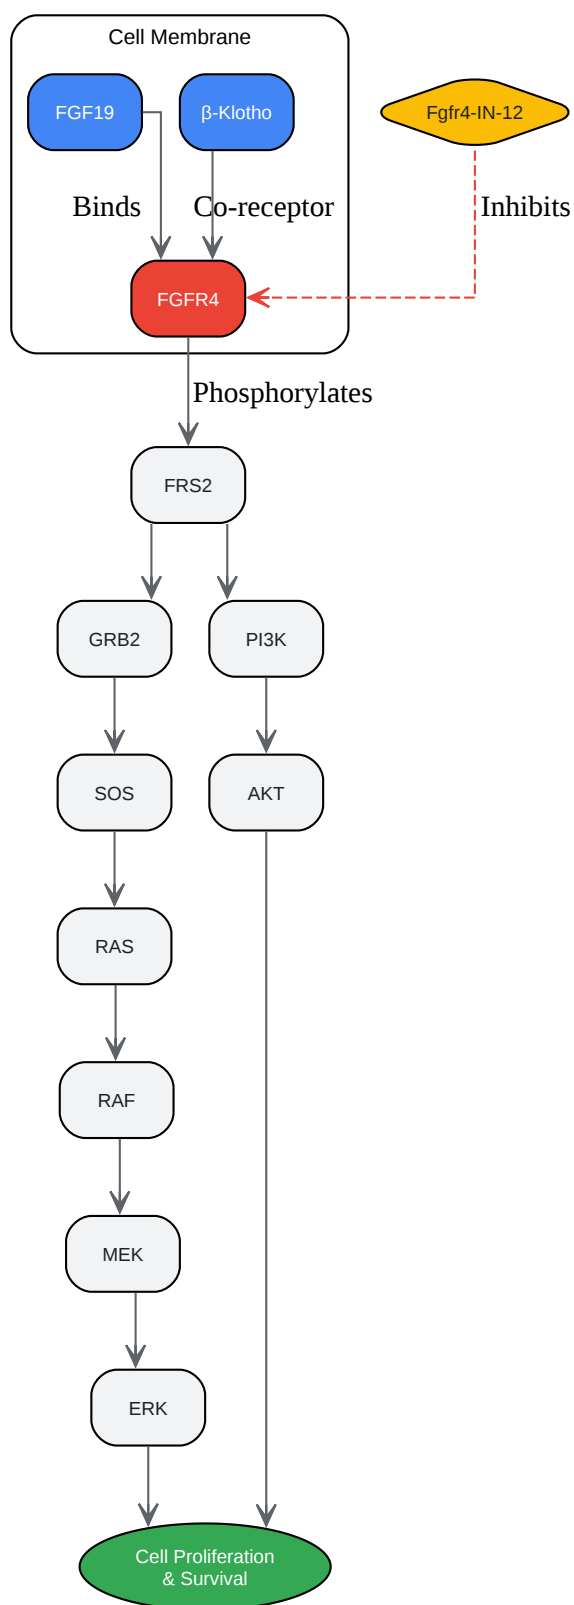 Cell Membrane
FGF19
β-Klotho
Fgfr4-IN-12
Binds
Co-receptor
Inhibits
FGFR4
Phosphorylates
FRS2
GRB2
PI3K
SOS
AKT
RAS
RAF
MEK
ERK
Cell Proliferation
& Survival